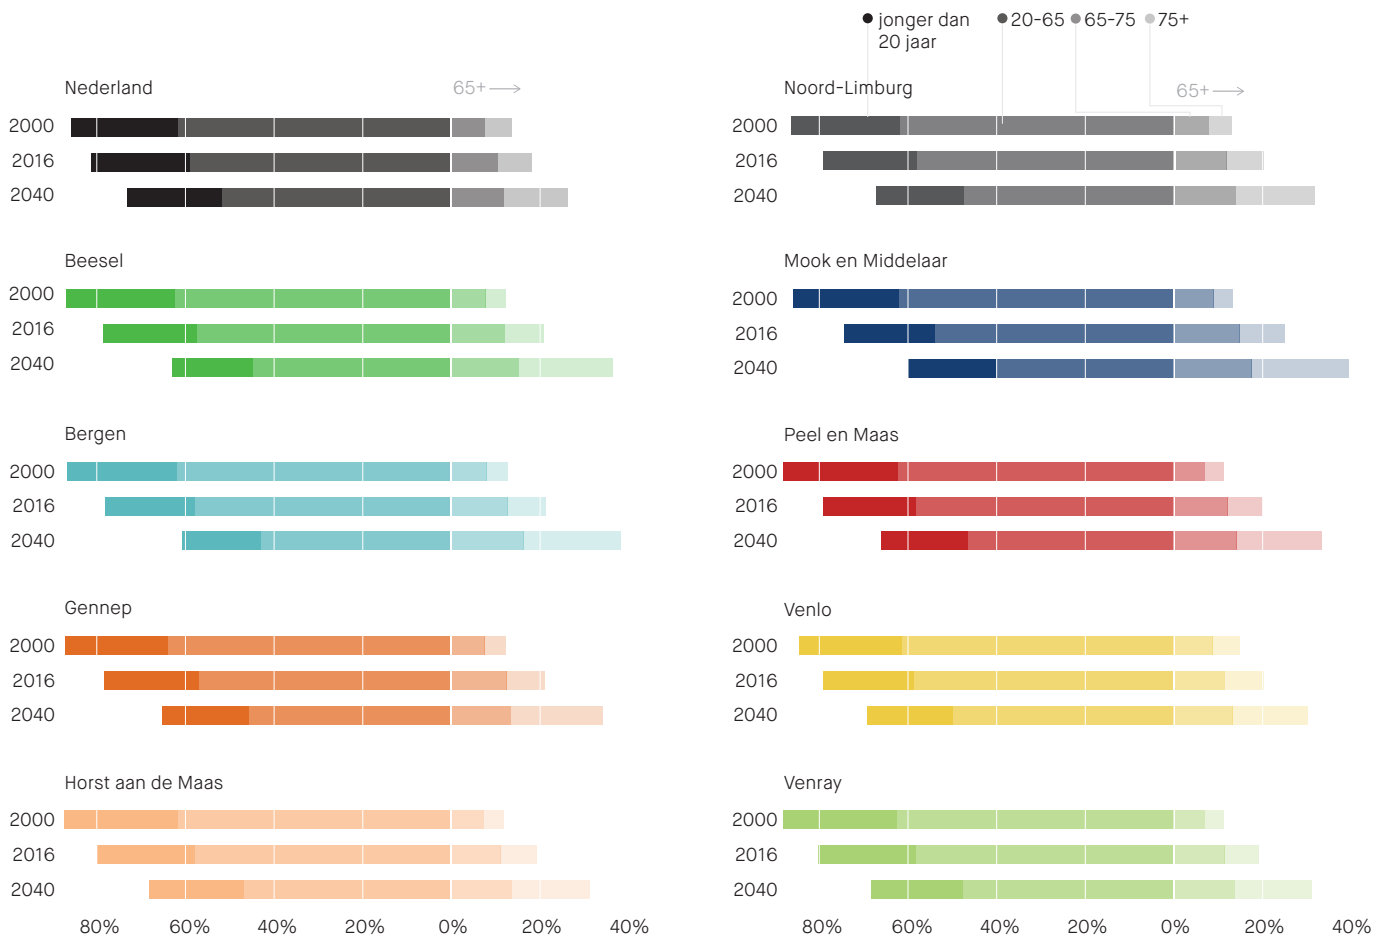 jonger dan
20 jaar
20-65
65-75
75+
Nederland
65+
2000
2016
2040
Noord-Limburg
65+
2000
2016
2040
Beesel
2000
2016
2040
Mook en Middelaar
2000
2016
2040
Bergen
2000
2016
2040
Peel en Maas
2000
2016
2040
Gennep
2000
2016
2040
Venlo
2000
2016
2040
Horst aan de Maas
2000
2016
2040
80% 60% 40% 20% 0% 20% 40%
Venray
2000
2016
2040
80% 60% 40% 20% 0% 20% 40%